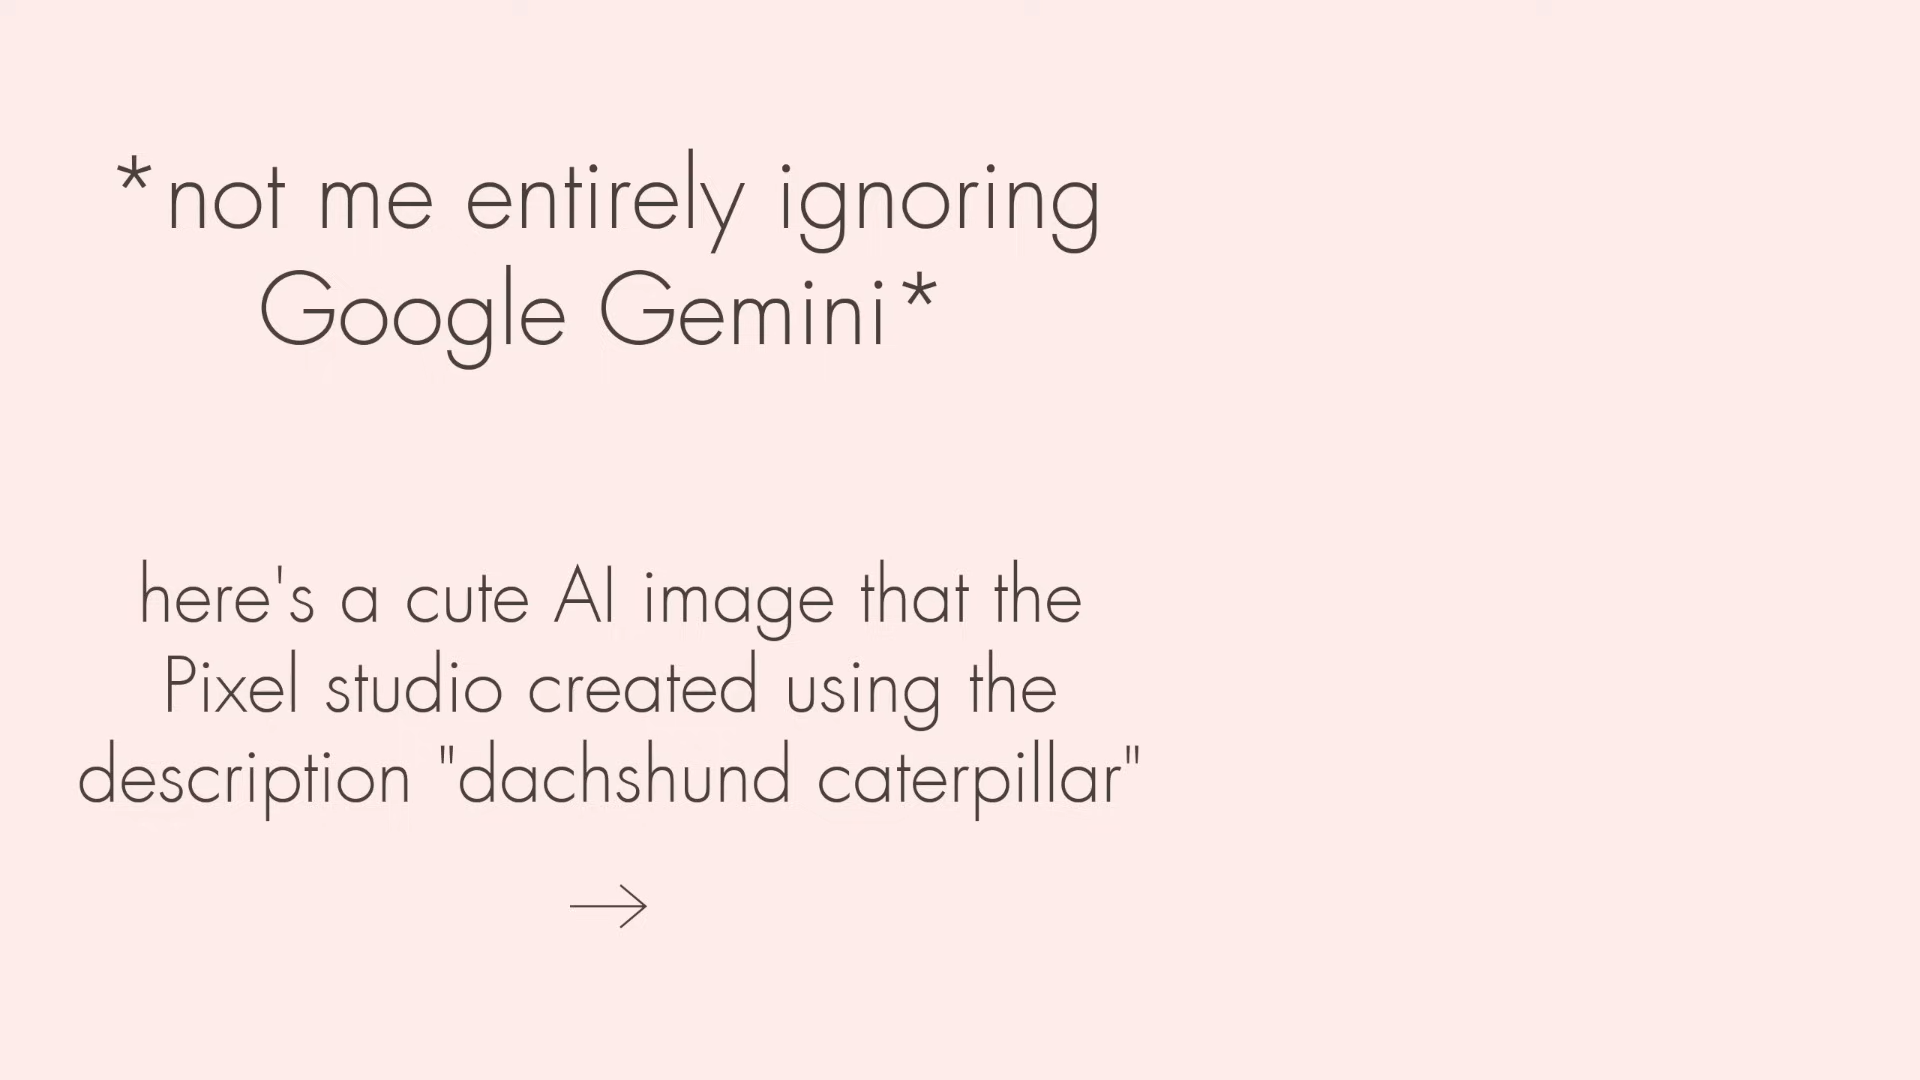 *not me entirely ignoring
Google Gemini*
here's a cute AI image that the
Pixel studio created using the
description "dachshund caterpillar"